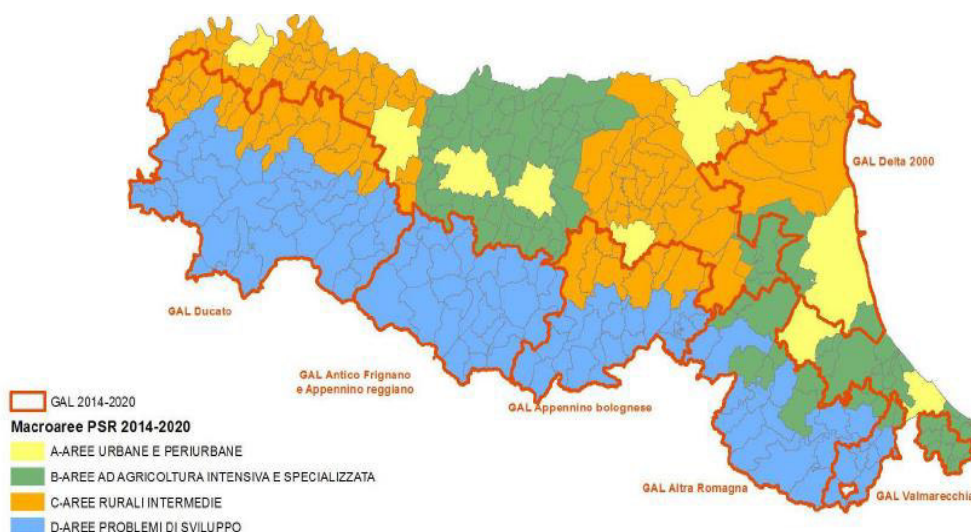 GAL Delta 2000
GAL Ducato
GAL Antico Frignano
e Appennino reggiano
GAL Appennino bolognese
GAL Altra Romagna
GAL Valmarecchia
GAL 2014-2020
Macroaree PSR 2014-2020
A-AREE URBANE E PERIURBANE
B-AREE AD AGRICOLTURA INTENSIVA E SPECIALIZZATA
C-AREE RURALI INTERMEDIE
D-AREE PROBLEMI DI SVILUPPO